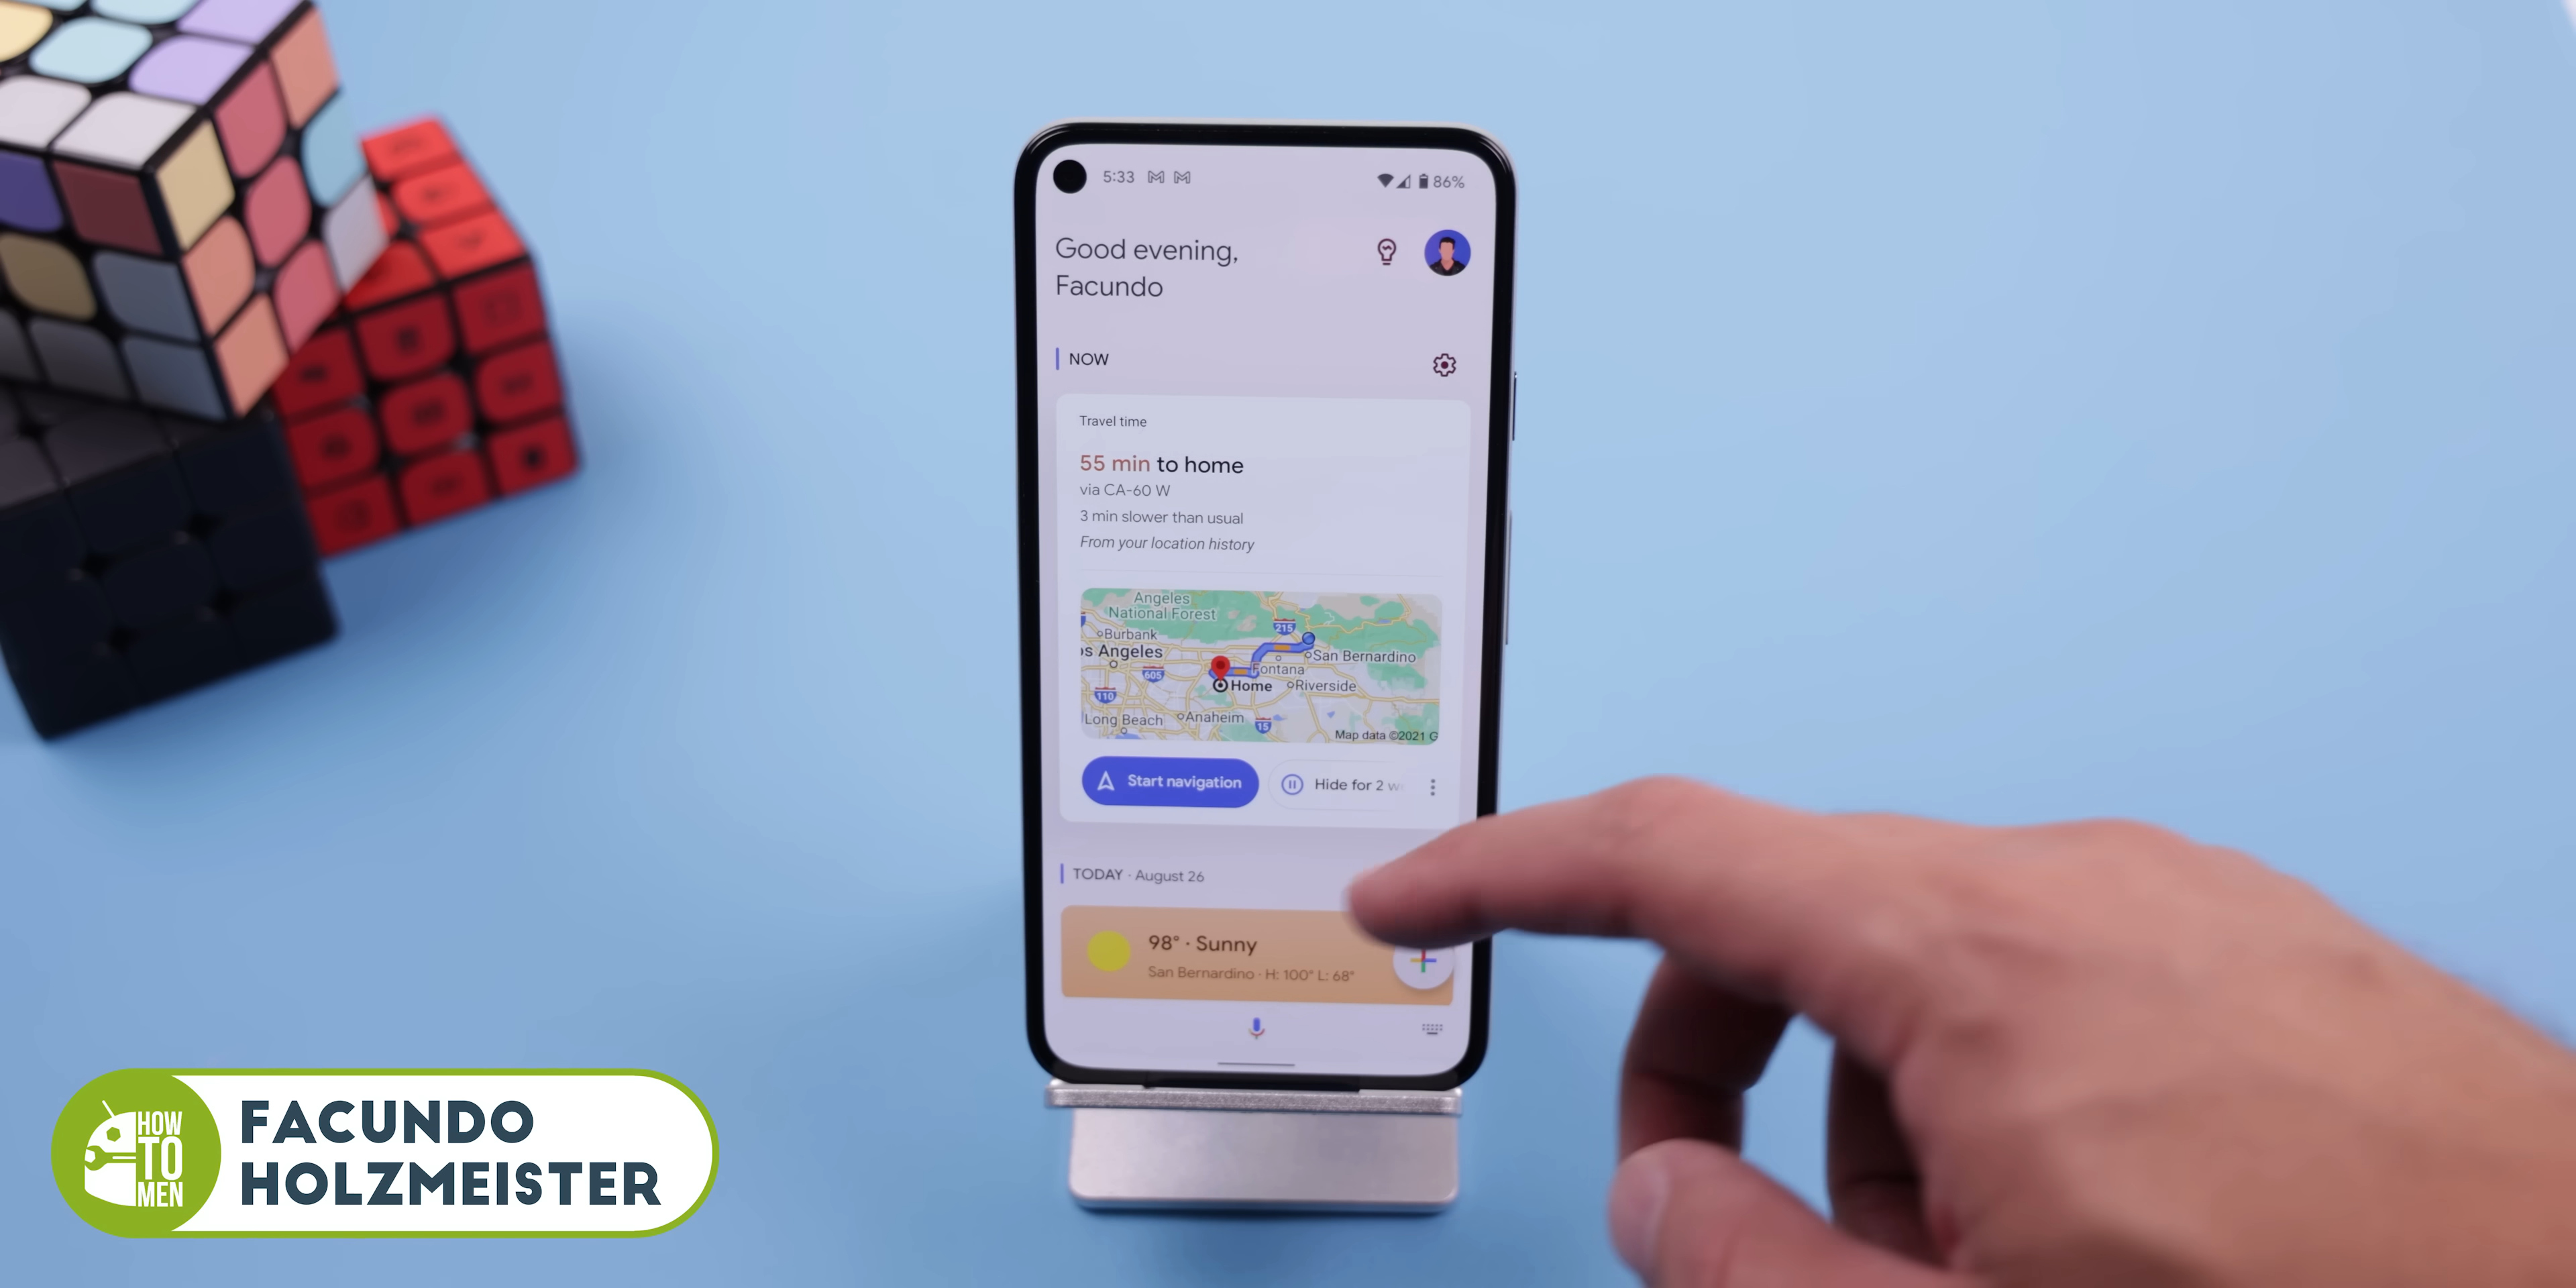 5:33
86%
Good evening,
Facundo
NOW
Travel time
55 min to home
via CA-60 W
3 min slower than usual
From your location history
Angeles
National Forest
Burbank
os Angeles
215
San Bernardino
605
Fontana
Home
Riverside
110
Long Beach
Anaheim
15
Map data ©2021 G
Start navigation
Hide for 2 w
TODAY · August 26
98° · Sunny
San Bernardino · H: 100° L: 68°
HOW
TO
MEN
FACUNDO
HOLZMEISTER